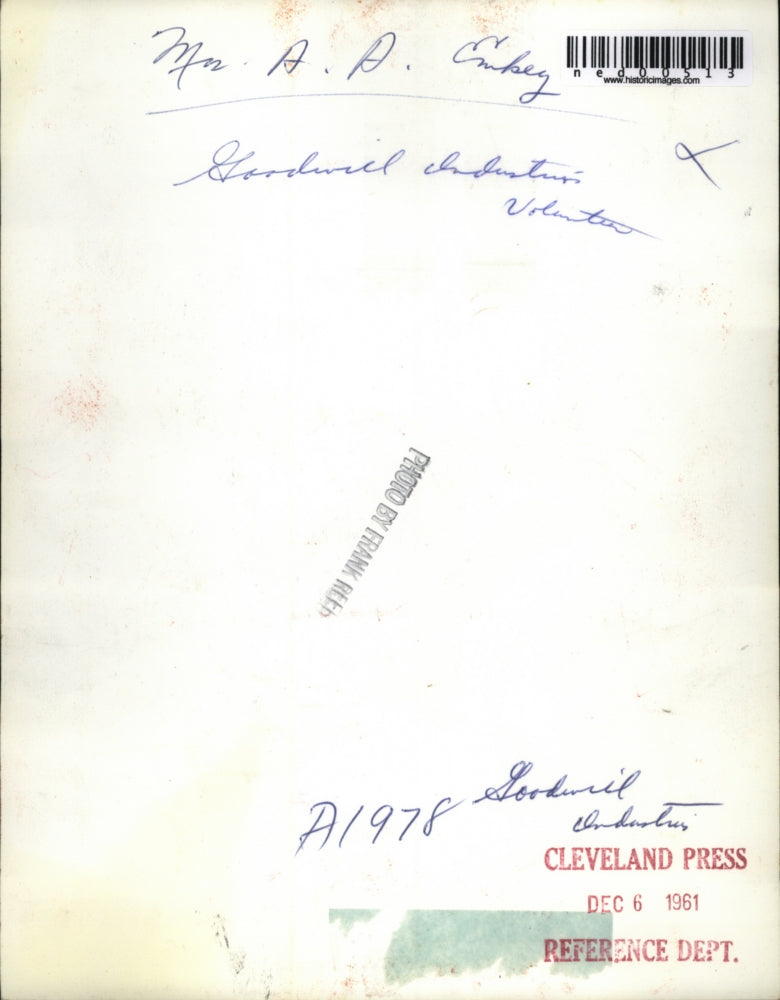 Mrs. A. D. Embey
ned00513
www.historicimages.com
Goodwill Industries
Volunteer
PHOTO BY FRANK REED
A1978
Goodwill
Industries
CLEVELAND PRESS
DEC 6 1961
REFERENCE DEPT.